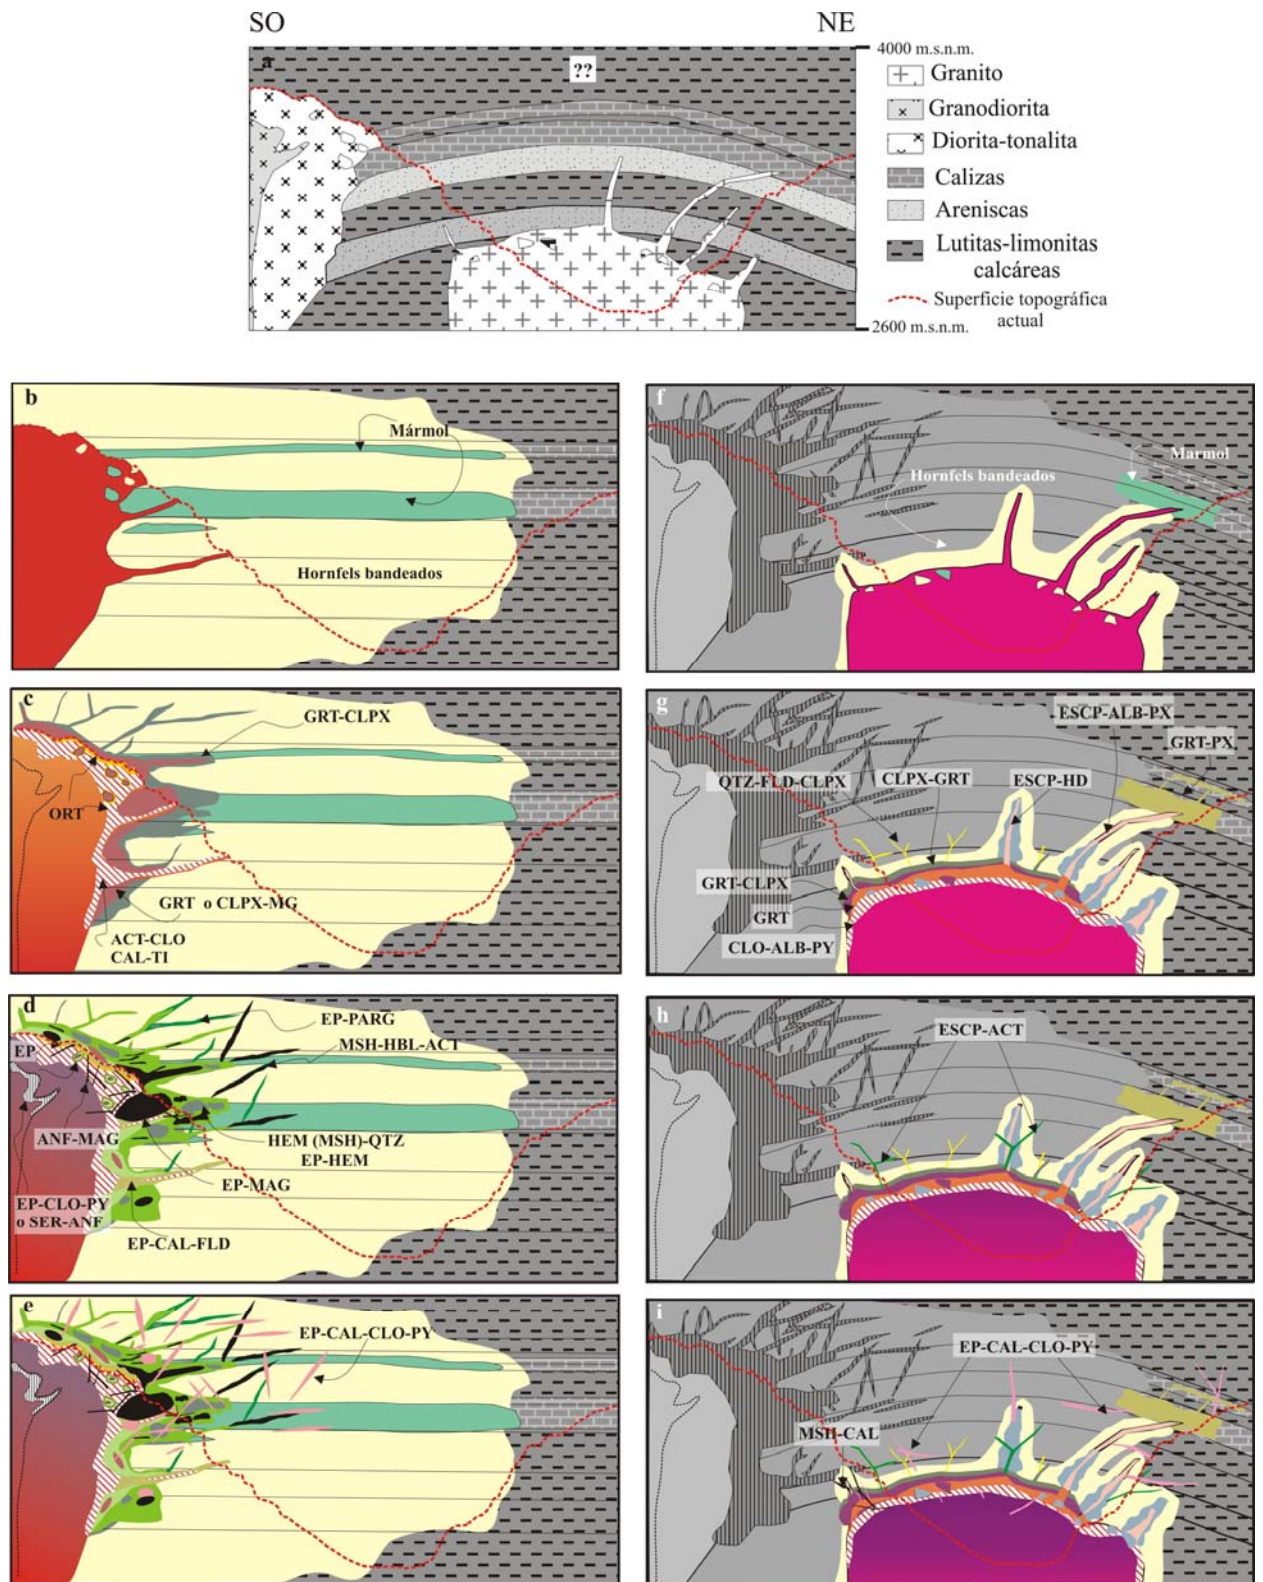 SO
NE
a
??
4000 m.s.n.m.
Granito
Granodiorita
Diorita-tonalita
Calizas
Areniscas
Lutitas-limonitas
calcáreas
Superficie topográfica
actual
2600 m.s.n.m.
b
Mármol
Hornfels bandeados
c
GRT-CLPX
ORT
GRT o CLPX-MG
ACT-CLO
CAL-TI
d
EP-PARG
EP
MSH-HBL-ACT
ANF-MAG
HEM (MSH)-QTZ
EP-HEM
EP-MAG
EP-CLO-PY
o SER-ANF
EP-CAL-FLD
e
EP-CAL-CLO-PY
f
Marmol
Hornfels bandeados
g
ESCP-ALB-PX
GRT-PX
QTZ-FLD-CLPX
CLPX-GRT
ESCP-HD
GRT-CLPX
GRT
CLO-ALB-PY
h
ESCP-ACT
i
EP-CAL-CLO-PY
MSH-CAL